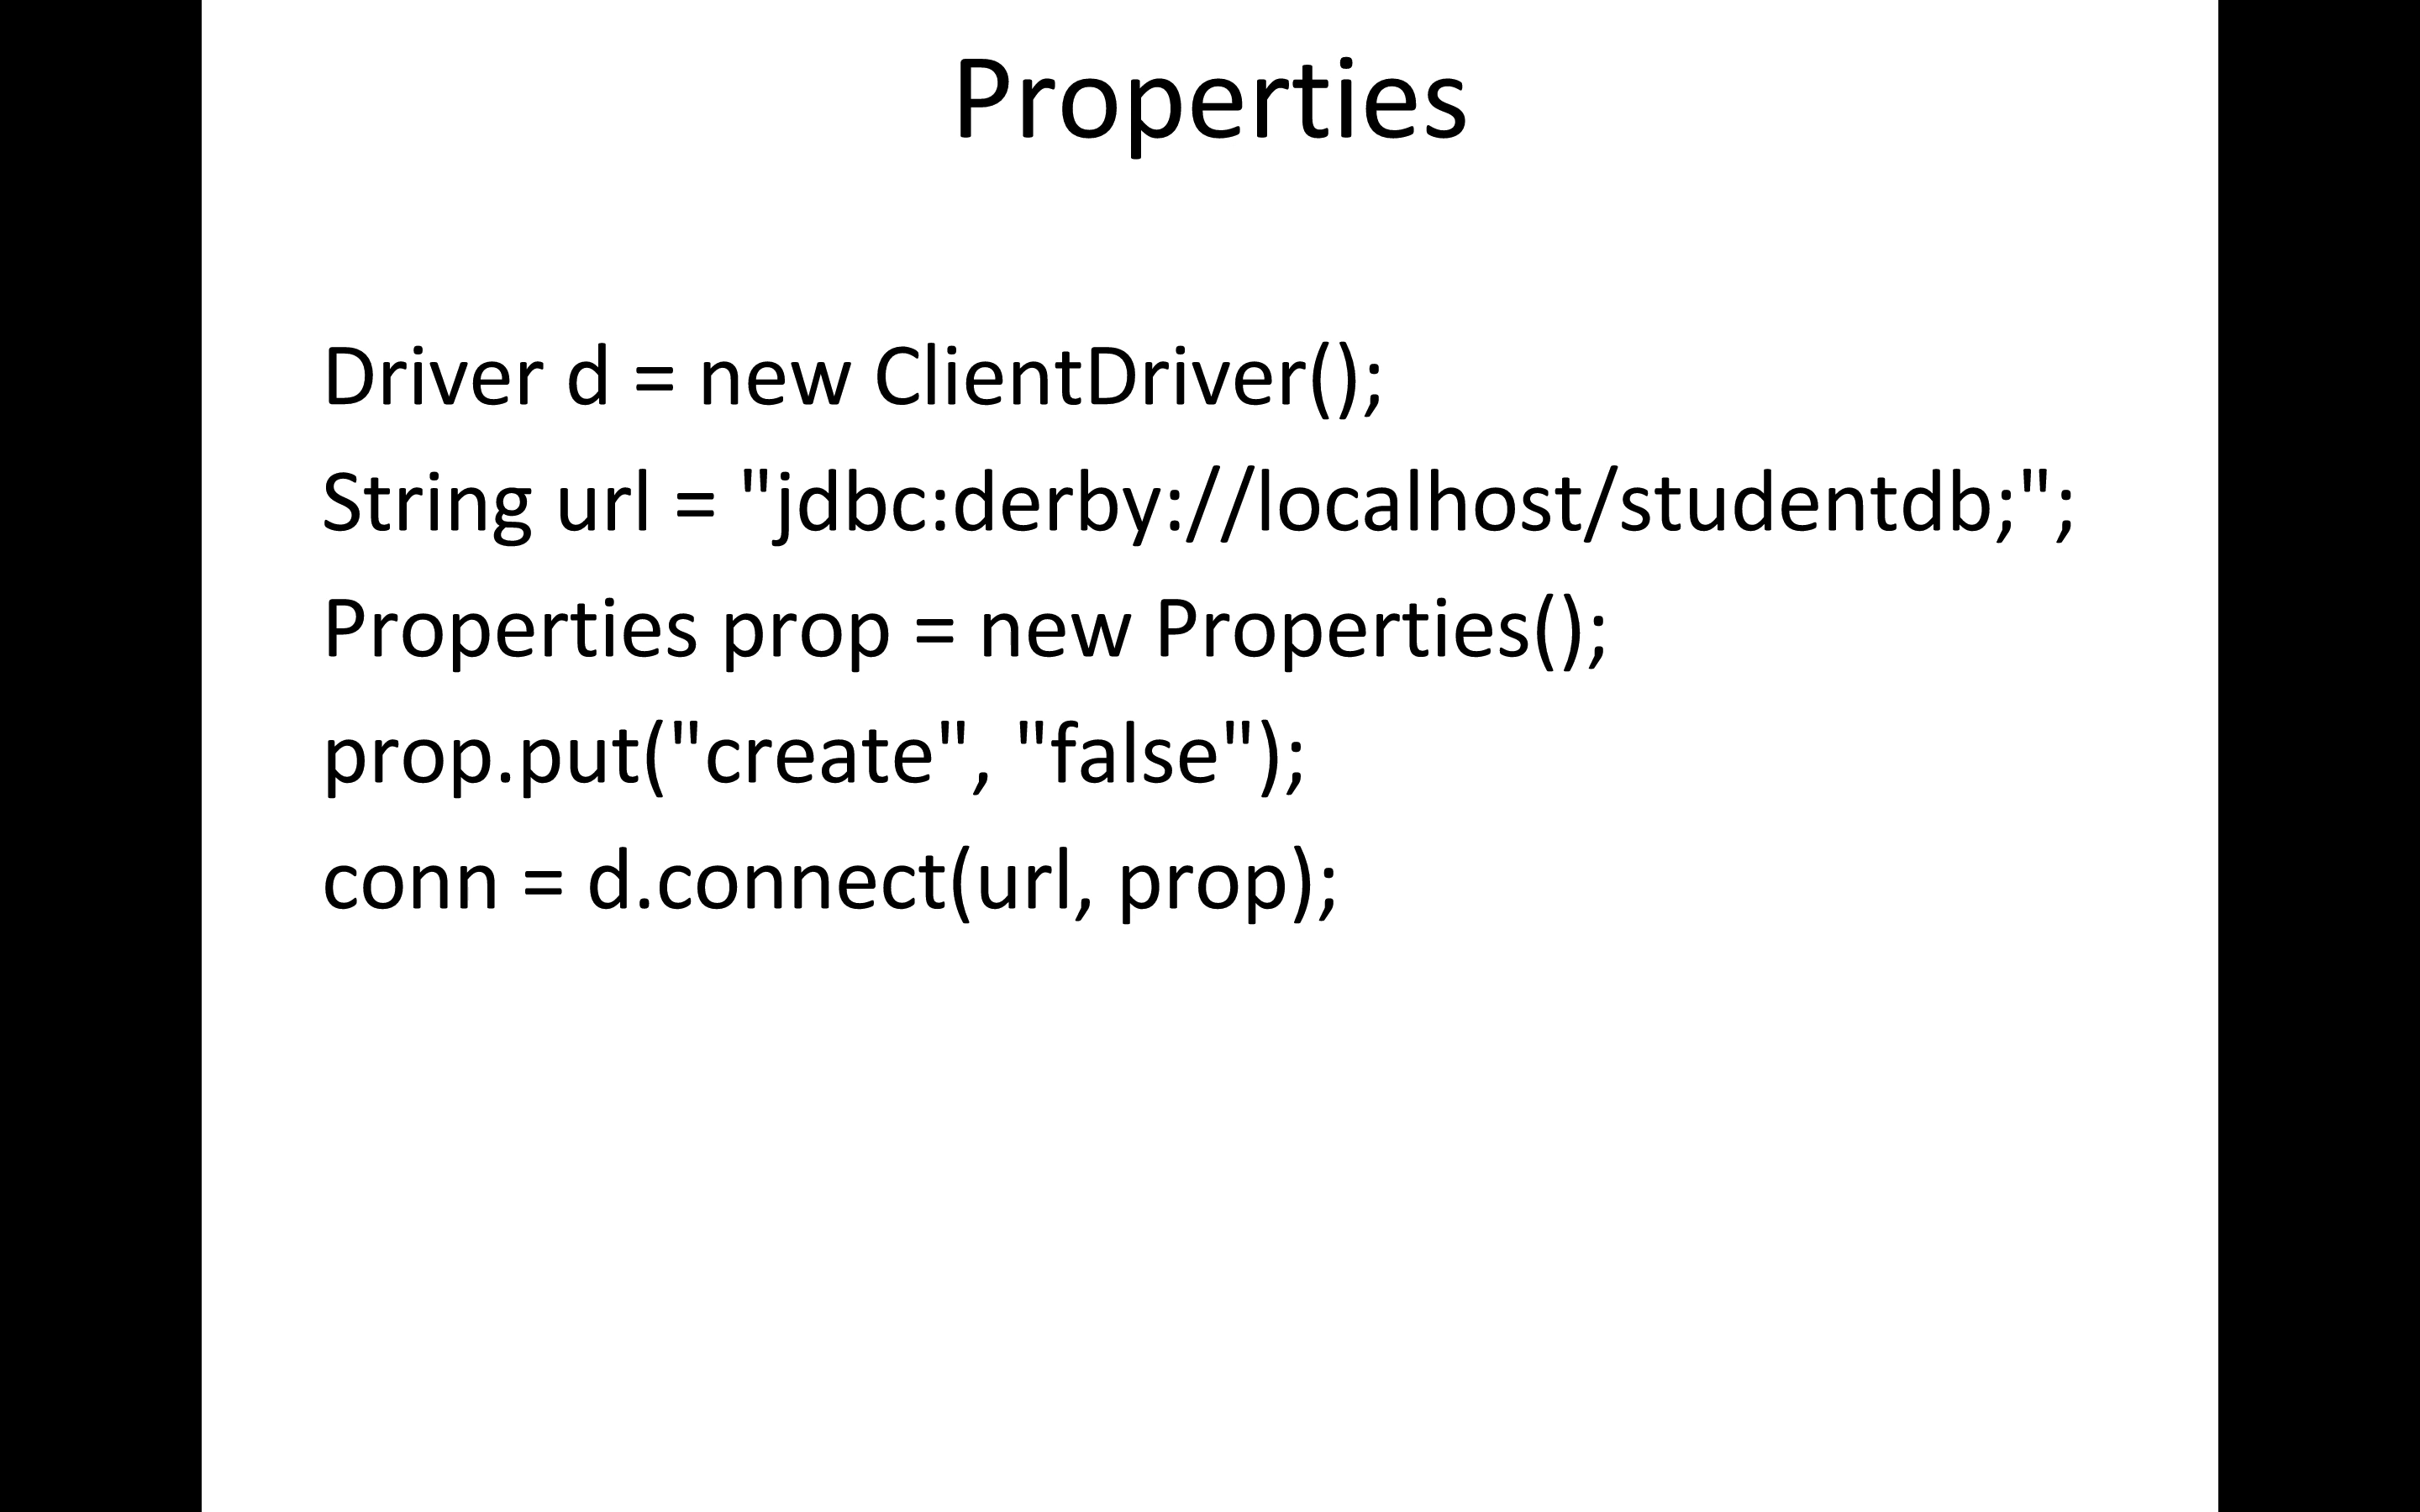 Properties
Driver d = new ClientDriver();
String url = "jdbc:derby://localhost/studentdb;";
Properties prop = new Properties();
prop.put("create", "false");
conn = d.connect(url, prop);